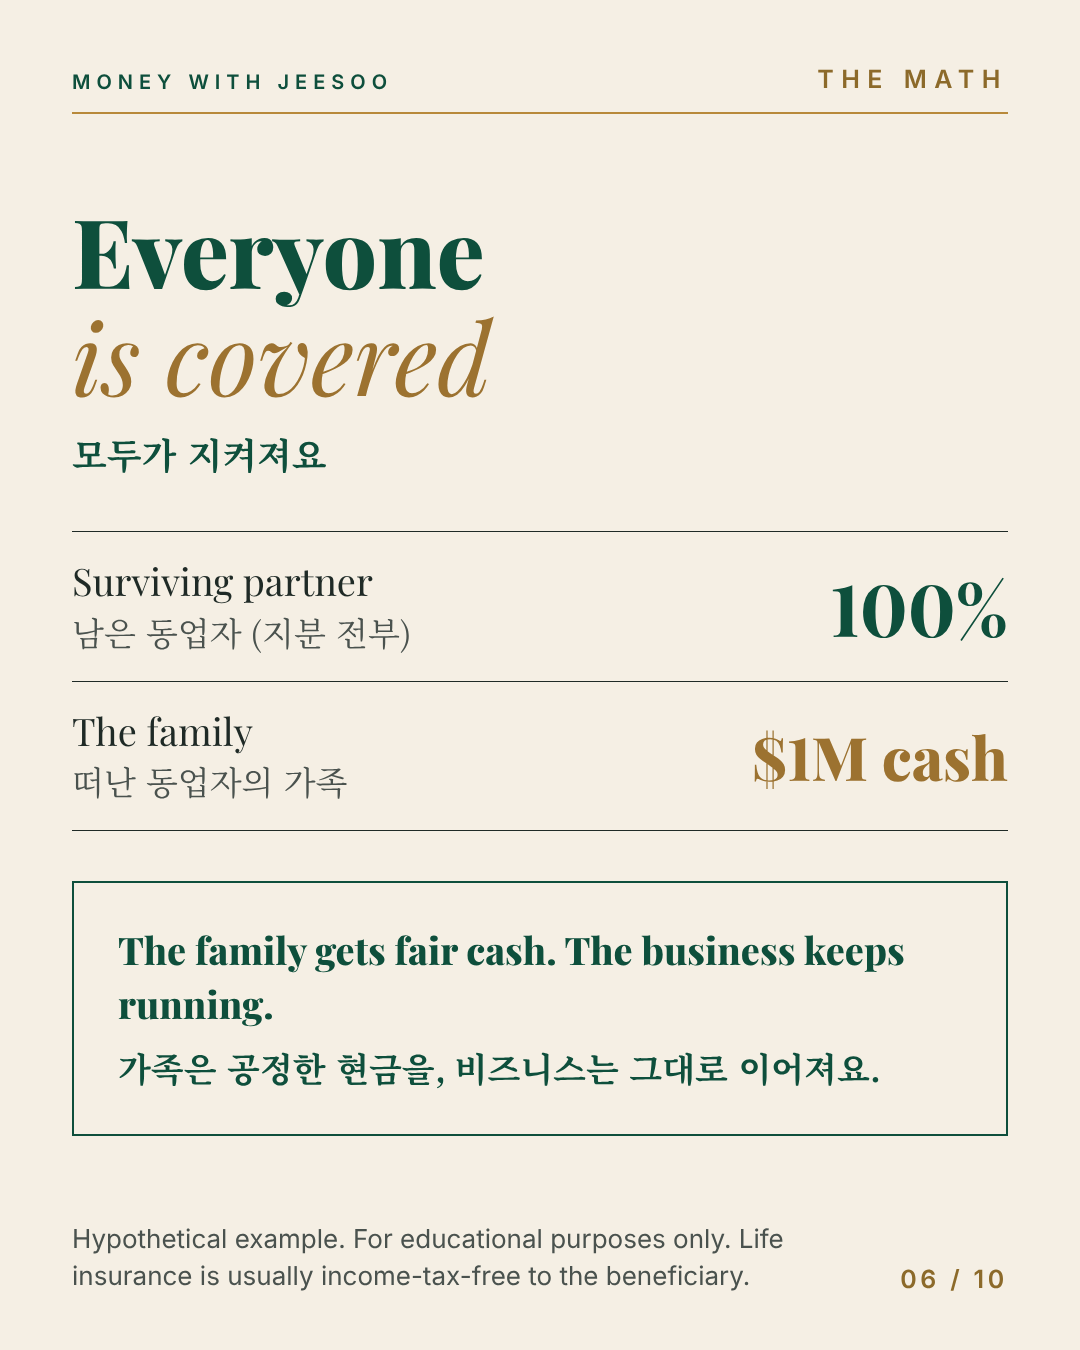 MONEY WITH JEESOO
THE MATH
Everyone
is covered
모두가 지켜져요
Surviving partner
남은 동업자 (지분 전부)
100%
The family
떠난 동업자의 가족
$1M cash
The family gets fair cash. The business keeps
running.
가족은 공정한 현금을, 비즈니스는 그대로 이어져요.
Hypothetical example. For educational purposes only. Life
insurance is usually income-tax-free to the beneficiary.
06 / 10